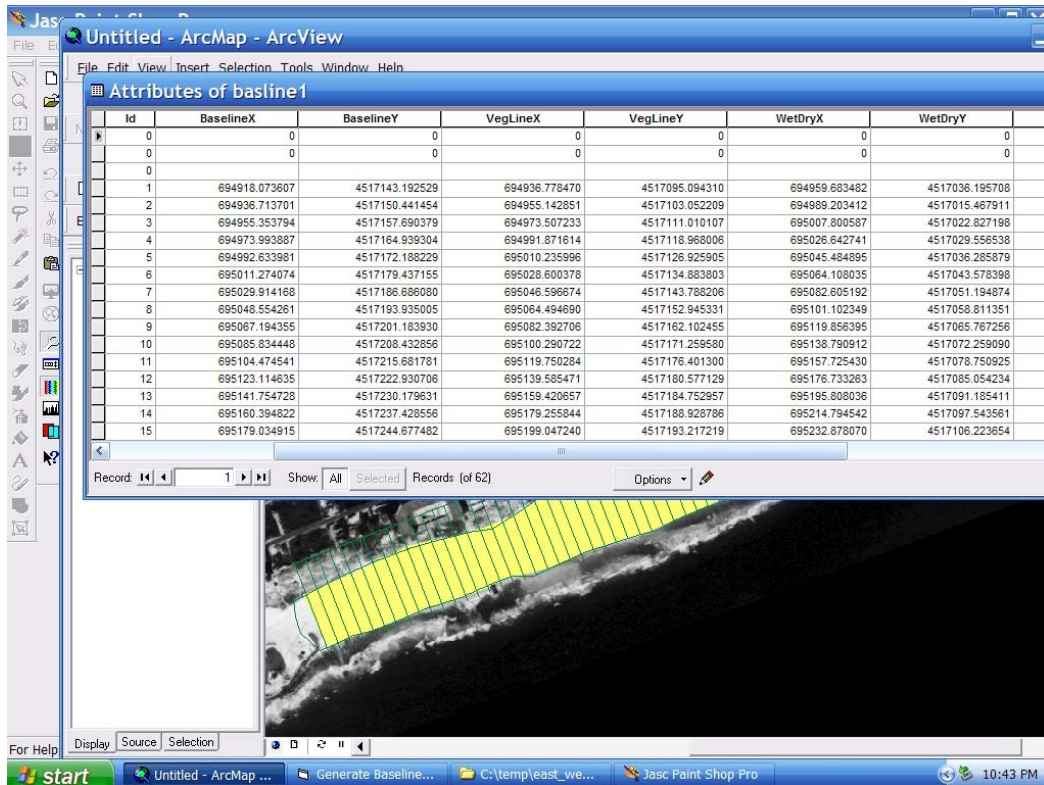 Jasc Paint Shop Pro
File
Untitled - ArcMap - ArcView
File Edit View Insert Selection Tools Window Help
Attributes of basline1
Id BaselineX BaselineY VegLineX VegLineY WetDryX WetDryY
0 0 0 0 0 0 0
0 0 0 0 0 0 0
0
1 694918.073607 4517143.192529 694936.778470 4517095.094310 694959.683482 4517036.195708
2 694936.713701 4517150.441454 694955.142851 4517103.052209 694989.203412 4517015.467911
3 694955.353794 4517157.690379 694973.507233 4517111.010107 695007.800587 4517022.827198
4 694973.993887 4517164.939304 694991.871614 4517118.968006 695026.642741 4517029.556538
5 694992.633981 4517172.188229 695010.235996 4517126.925905 695045.484895 4517036.285879
6 695011.274074 4517179.437155 695028.600378 4517134.883803 695064.108035 4517043.578398
7 695029.914168 4517186.686080 695046.596674 4517143.788206 695082.605192 4517051.194874
8 695048.554261 4517193.935005 695064.494690 4517152.945331 695101.102349 4517058.811351
9 695067.194355 4517201.183930 695082.392706 4517162.102455 695119.856395 4517065.767256
10 695085.834448 4517208.432856 695100.290722 4517171.259580 695138.790912 4517072.259090
11 695104.474541 4517215.681781 695119.750284 4517176.401300 695157.725430 4517078.750925
12 695123.114635 4517222.930706 695139.585471 4517180.577129 695176.733263 4517085.054234
13 695141.754728 4517230.179631 695159.420657 4517184.752957 695195.808036 4517091.185411
14 695160.394822 4517237.428556 695179.255844 4517188.928786 695214.794542 4517097.543561
15 695179.034915 4517244.677482 695199.047240 4517193.217219 695232.878070 4517106.223654
Record: 1 Show: All Selected Records (of 62) Options
Display Source Selection
For Help
start Untitled - ArcMap ... Generate Baseline... C:\temp\east_we... Jasc Paint Shop Pro 10:43 PM